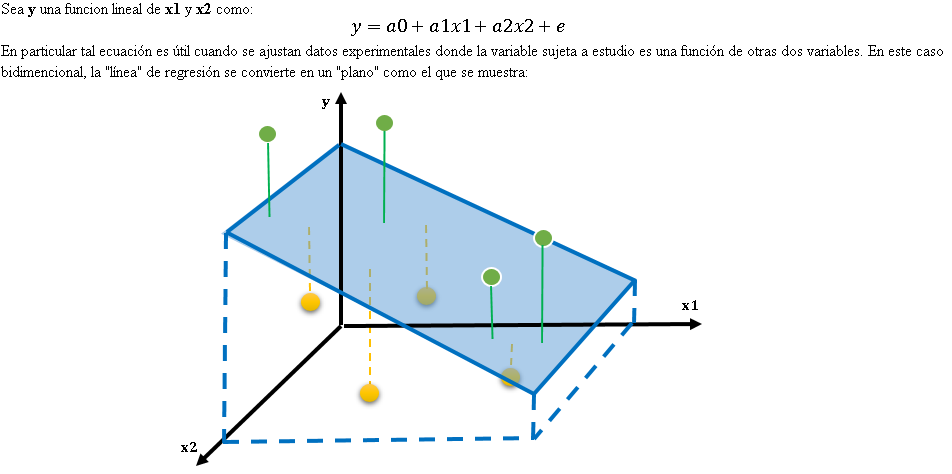 Sea y una funcion lineal de x1 y x2 como:
y = a0 + a1x1 + a2x2 + e
En particular tal ecuación es útil cuando se ajustan datos experimentales donde la variable sujeta a estudio es una función de otras dos variables. En este caso
bidimencional, la "línea" de regresión se convierte en un "plano" como el que se muestra:
y
x1
x2